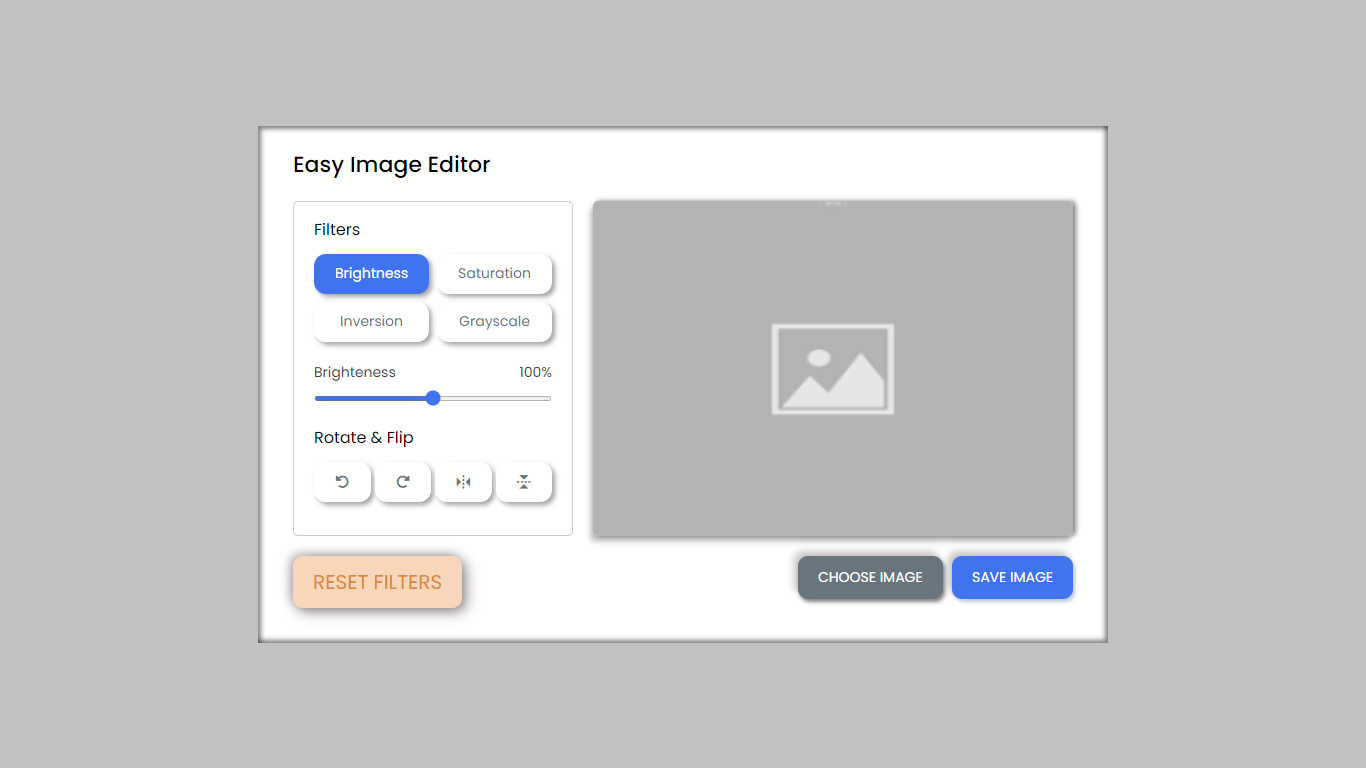 Easy Image Editor
Filters
Brightness
Saturation
Inversion
Grayscale
Brighteness 100%
Rotate & Flip
RESET FILTERS
CHOOSE IMAGE
SAVE IMAGE